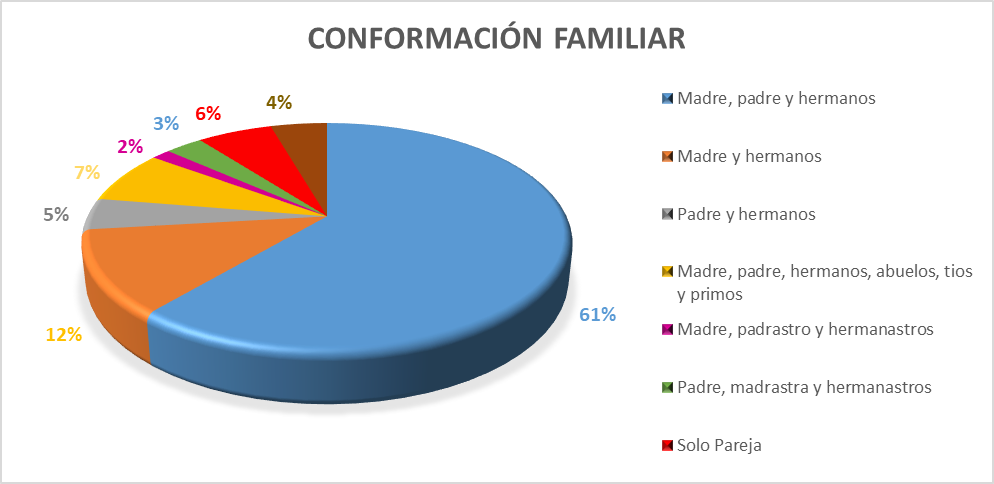 CONFORMACIÓN FAMILIAR
4%
6%
3%
2%
7%
5%
12%
61%
Madre, padre y hermanos
Madre y hermanos
Padre y hermanos
Madre, padre, hermanos, abuelos, tios
y primos
Madre, padrastro y hermanastros
Padre, madrastra y hermanastros
Solo Pareja